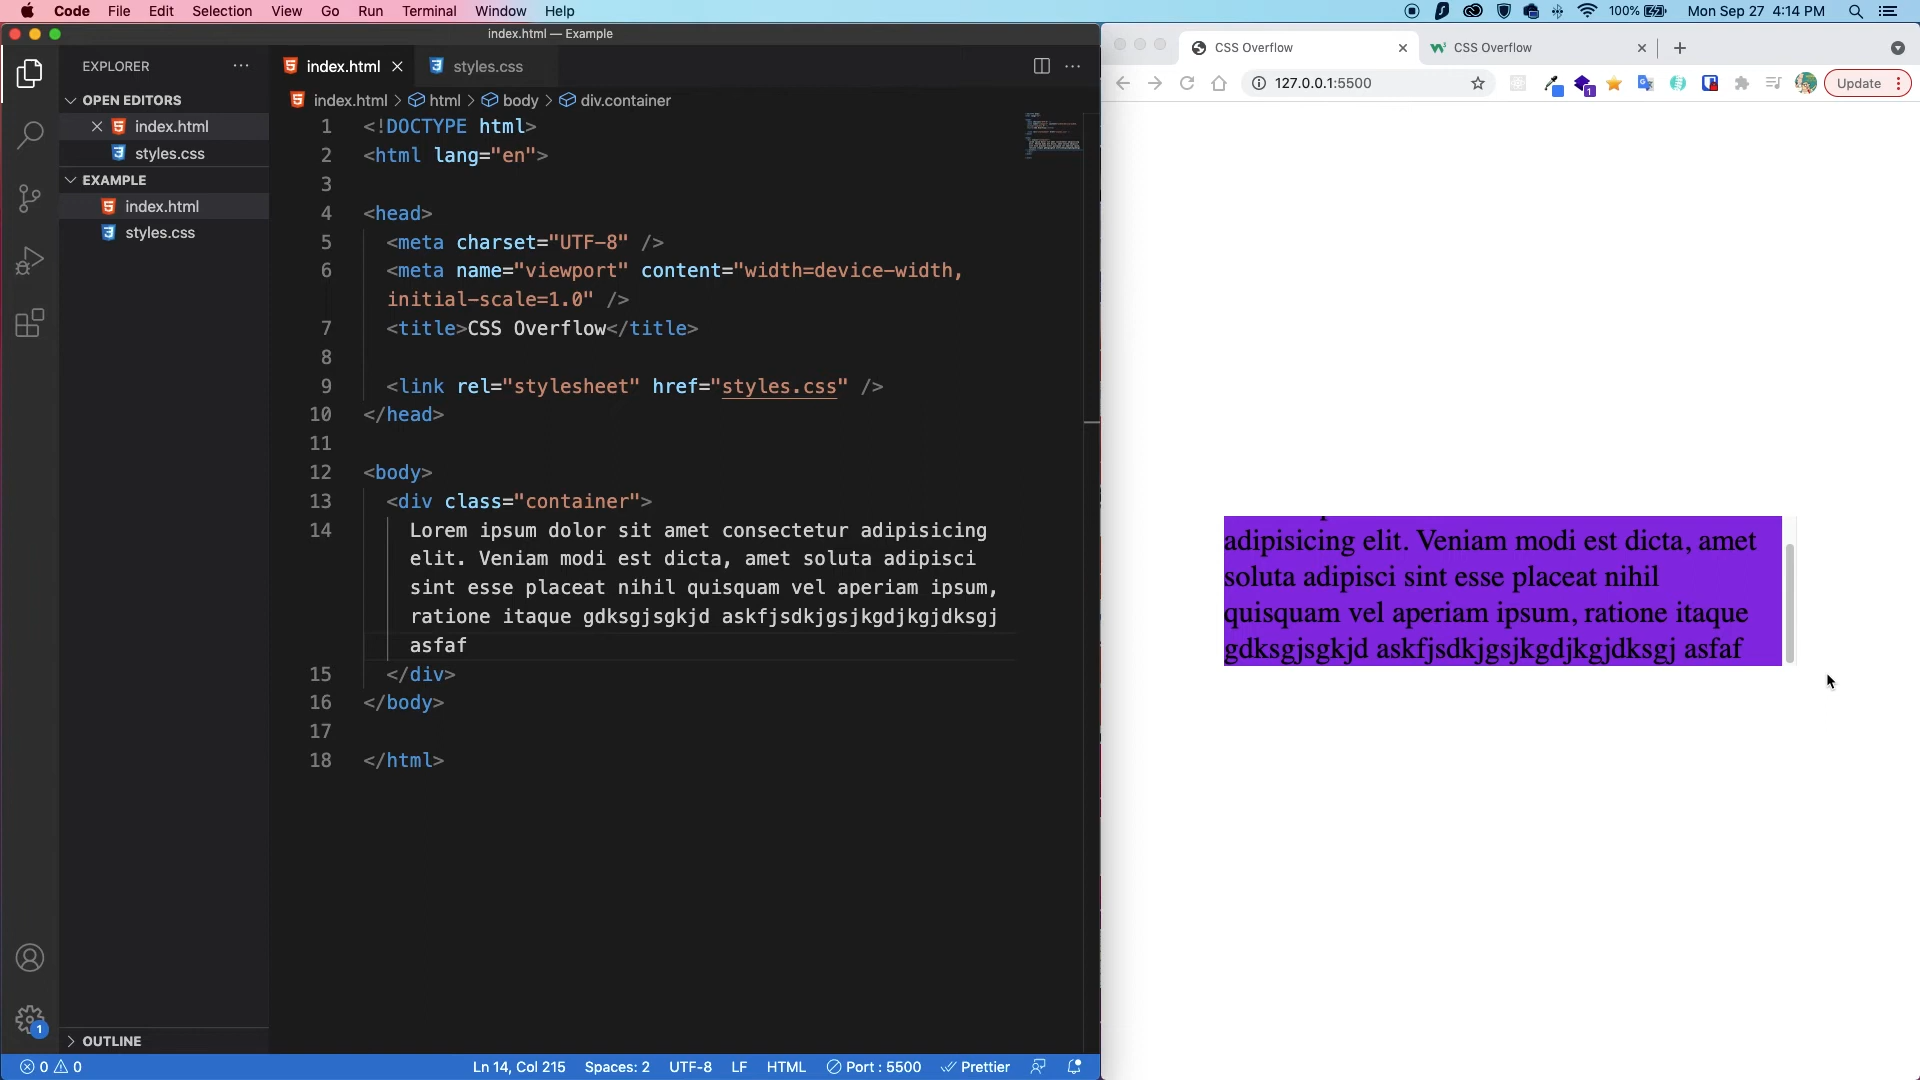 Code File Edit Selection View Go Run Terminal Window Help
100% Mon Sep 27 4:14 PM
index.html — Example
EXPLORER
OPEN EDITORS
index.html
styles.css
EXAMPLE
index.html
styles.css
OUTLINE
1
index.html
styles.css
index.html > html > body > div.container
1 <!DOCTYPE html>
2 <html lang="en">
3
4 <head>
5 <meta charset="UTF-8" />
6 <meta name="viewport" content="width=device-width,
initial-scale=1.0" />
7 <title>CSS Overflow</title>
8
9 <link rel="stylesheet" href="styles.css" />
10 </head>
11
12 <body>
13 <div class="container">
14 Lorem ipsum dolor sit amet consectetur adipisicing
elit. Veniam modi est dicta, amet soluta adipisci
sint esse placeat nihil quisquam vel aperiam ipsum,
ratione itaque gdksgjsgkjd askfjsdkjgsjkgdjkgjdksgj
asfaf
15 </div>
16 </body>
17
18 </html>
0 0 Ln 14, Col 215 Spaces: 2 UTF-8 LF HTML Port : 5500 Prettier
CSS Overflow
CSS Overflow
127.0.0.1:5500
1
Update
adipisicing elit. Veniam modi est dicta, amet
soluta adipisci sint esse placeat nihil
quisquam vel aperiam ipsum, ratione itaque
gdksgjsgkjd askfjsdkjgsjkgdjkgjdksgj asfaf